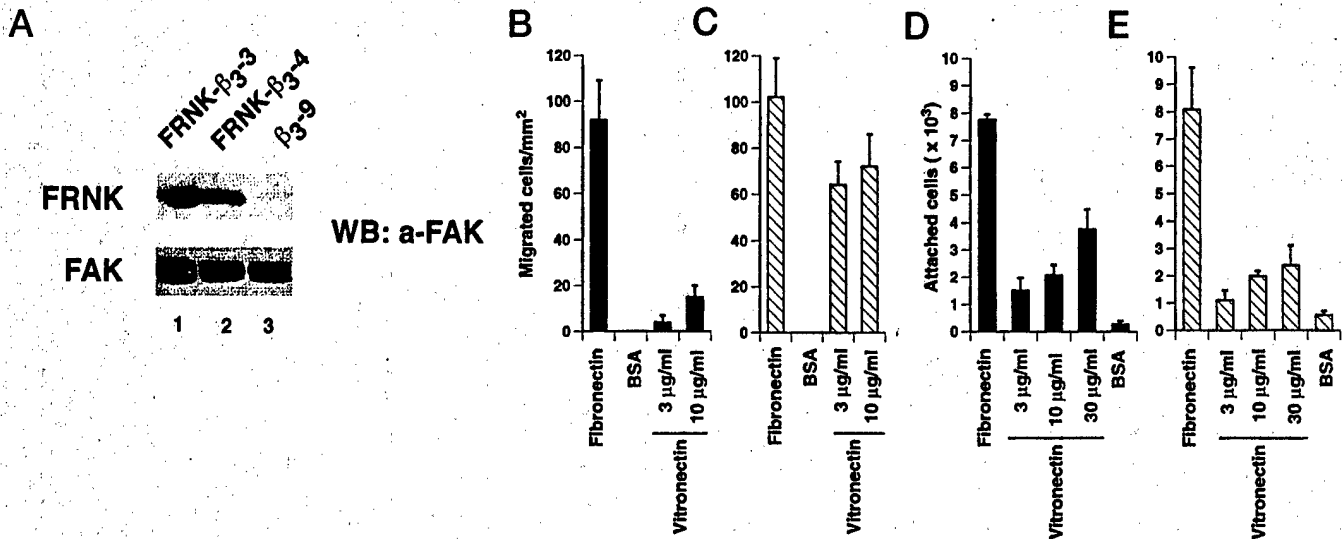 A
FRNK-β3-3
FRNK-β3-4
β3-9
FRNK
FAK
WB: a-FAK
1 2 3
B
Migrated cells/mm²
120
100
80
60
40
20
0
Fibronectin
BSA
3 µg/ml
10 µg/ml
Vitronectin
C
120
100
80
60
40
20
0
Fibronectin
BSA
3 µg/ml
10 µg/ml
Vitronectin
D
Attached cells ( x 10³)
10
9
8
7
6
5
4
3
2
1
0
Fibronectin
3 µg/ml
10 µg/ml
30 µg/ml
BSA
Vitronectin
E
10
9
8
7
6
5
4
3
2
1
0
Fibronectin
3 µg/ml
10 µg/ml
30 µg/ml
BSA
Vitronectin